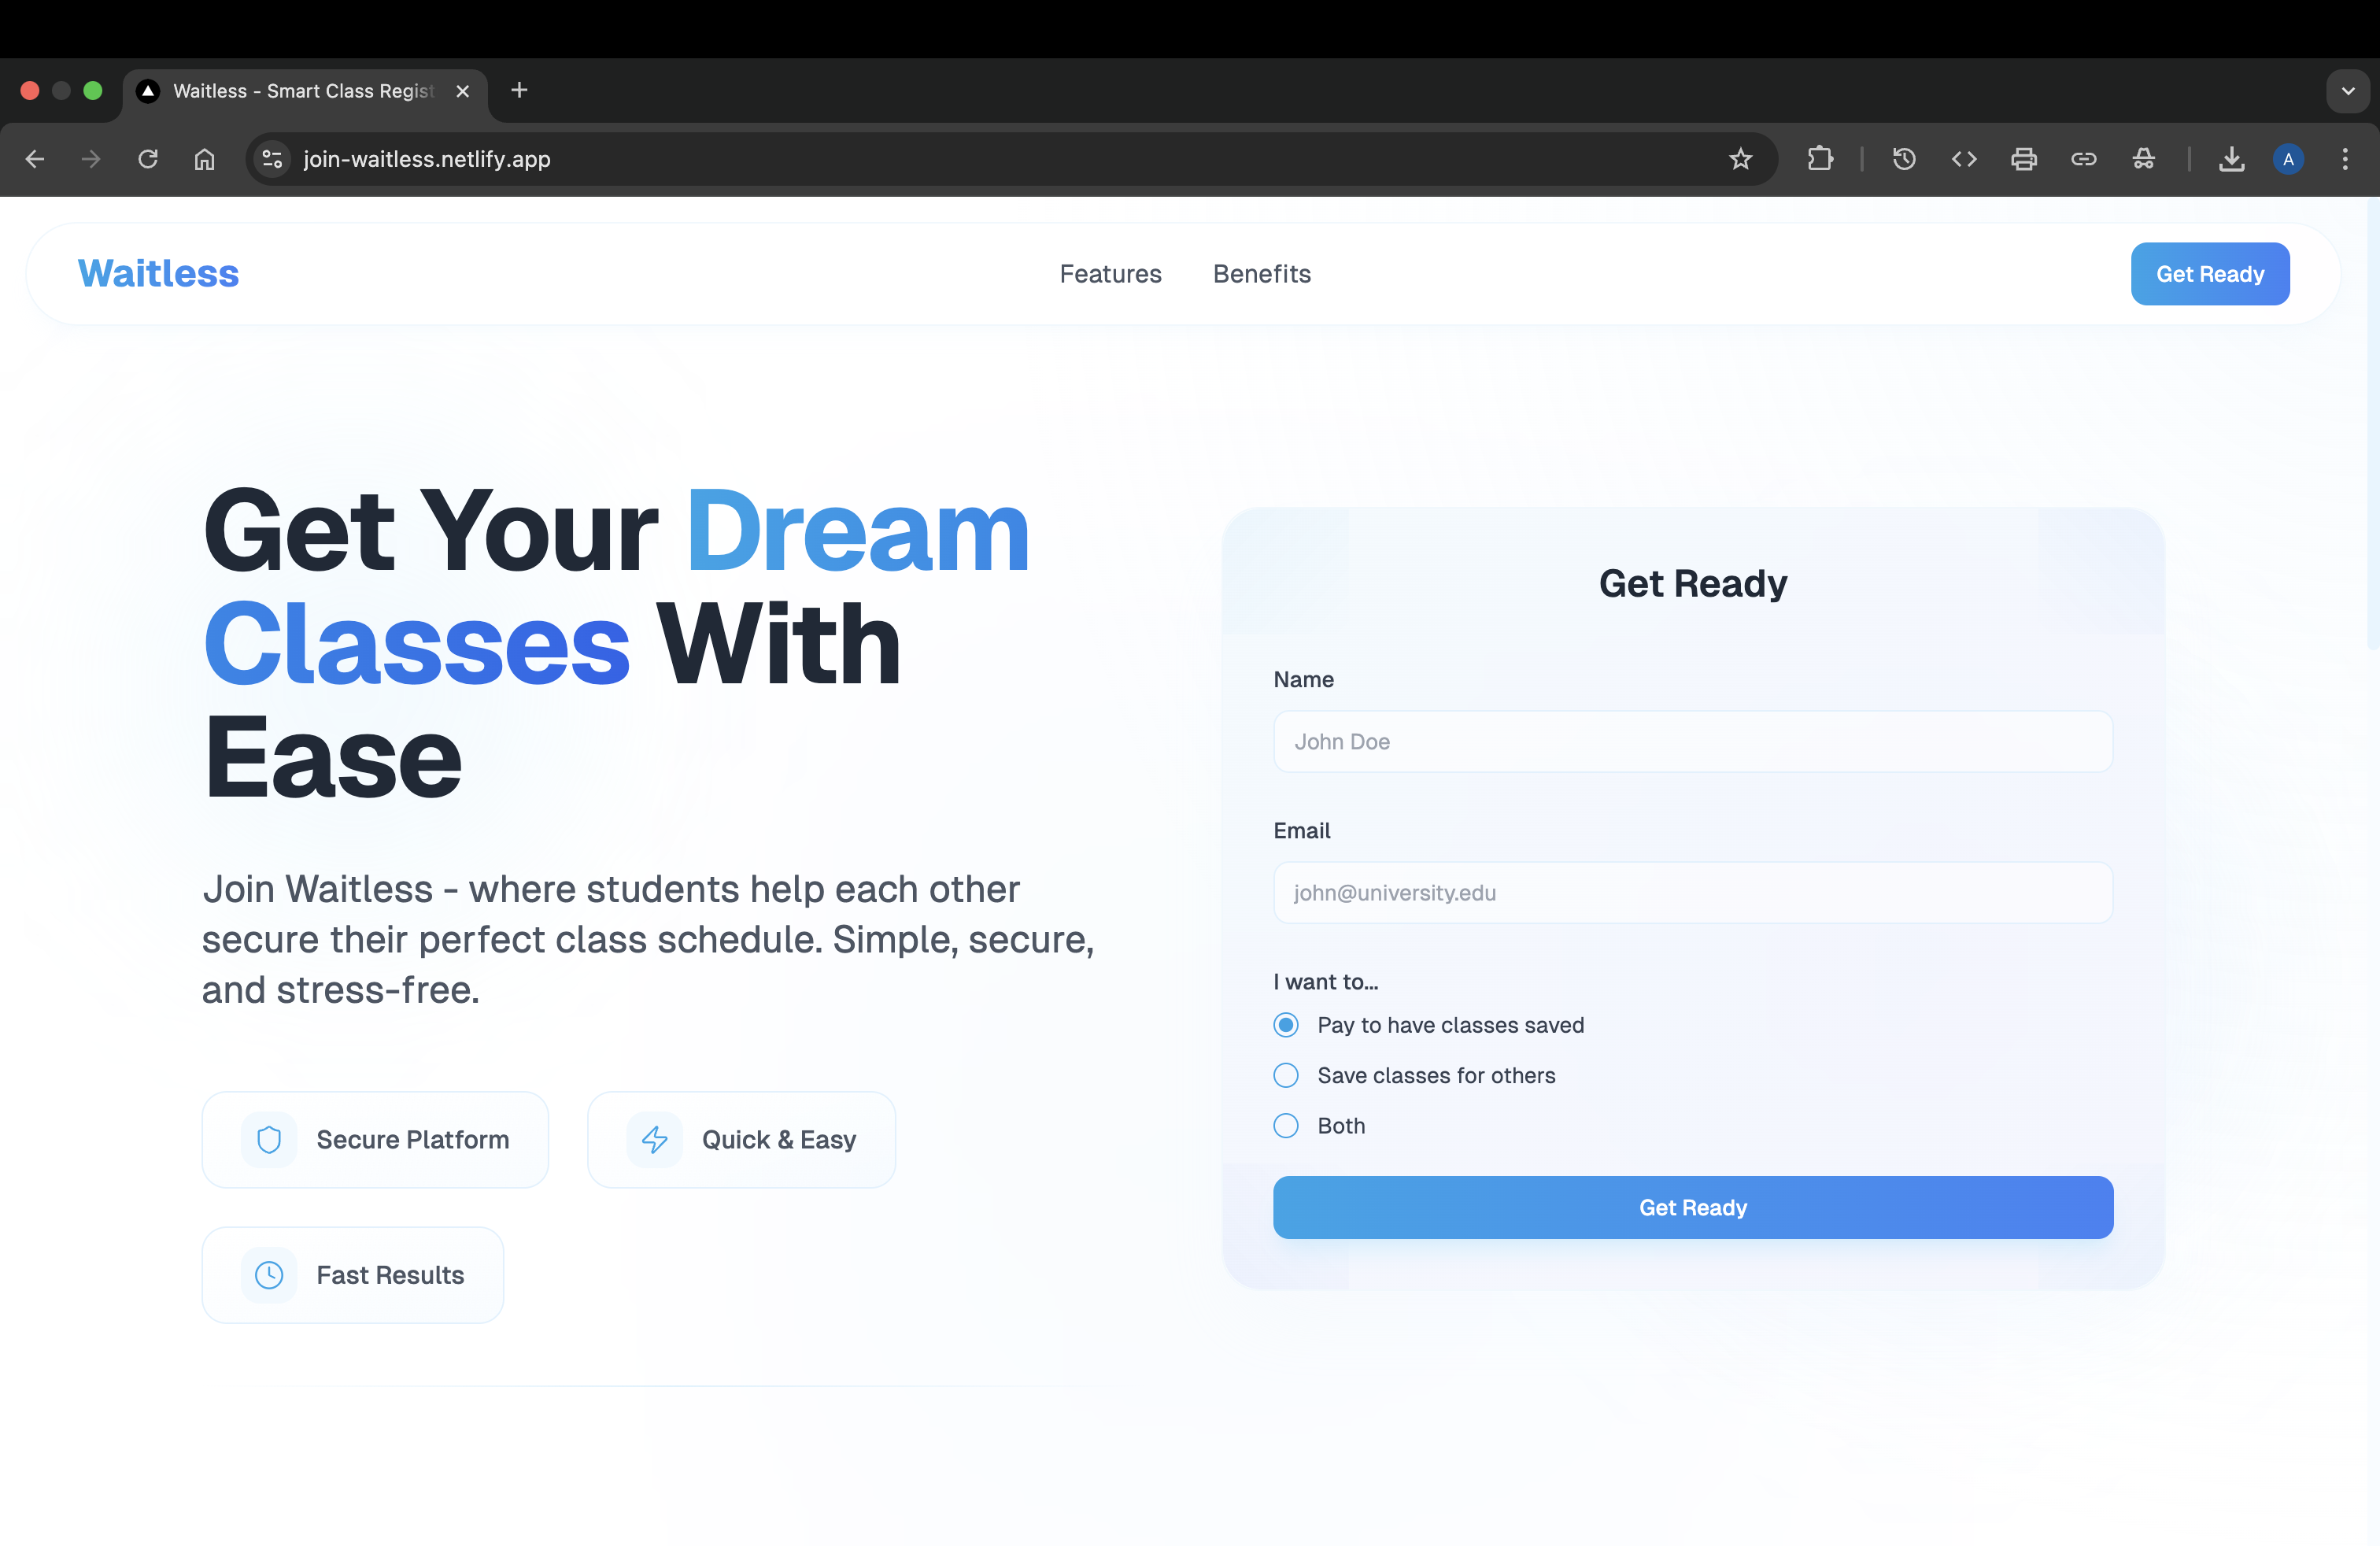 Waitless - Smart Class Regist
join-waitless.netlify.app
A
Waitless
Features
Benefits
Get Ready
Get Your Dream
Classes With
Ease
Join Waitless - where students help each other
secure their perfect class schedule. Simple, secure,
and stress-free.
Secure Platform
Quick & Easy
Fast Results
Get Ready
Name
John Doe
Email
john@university.edu
I want to...
Pay to have classes saved
Save classes for others
Both
Get Ready